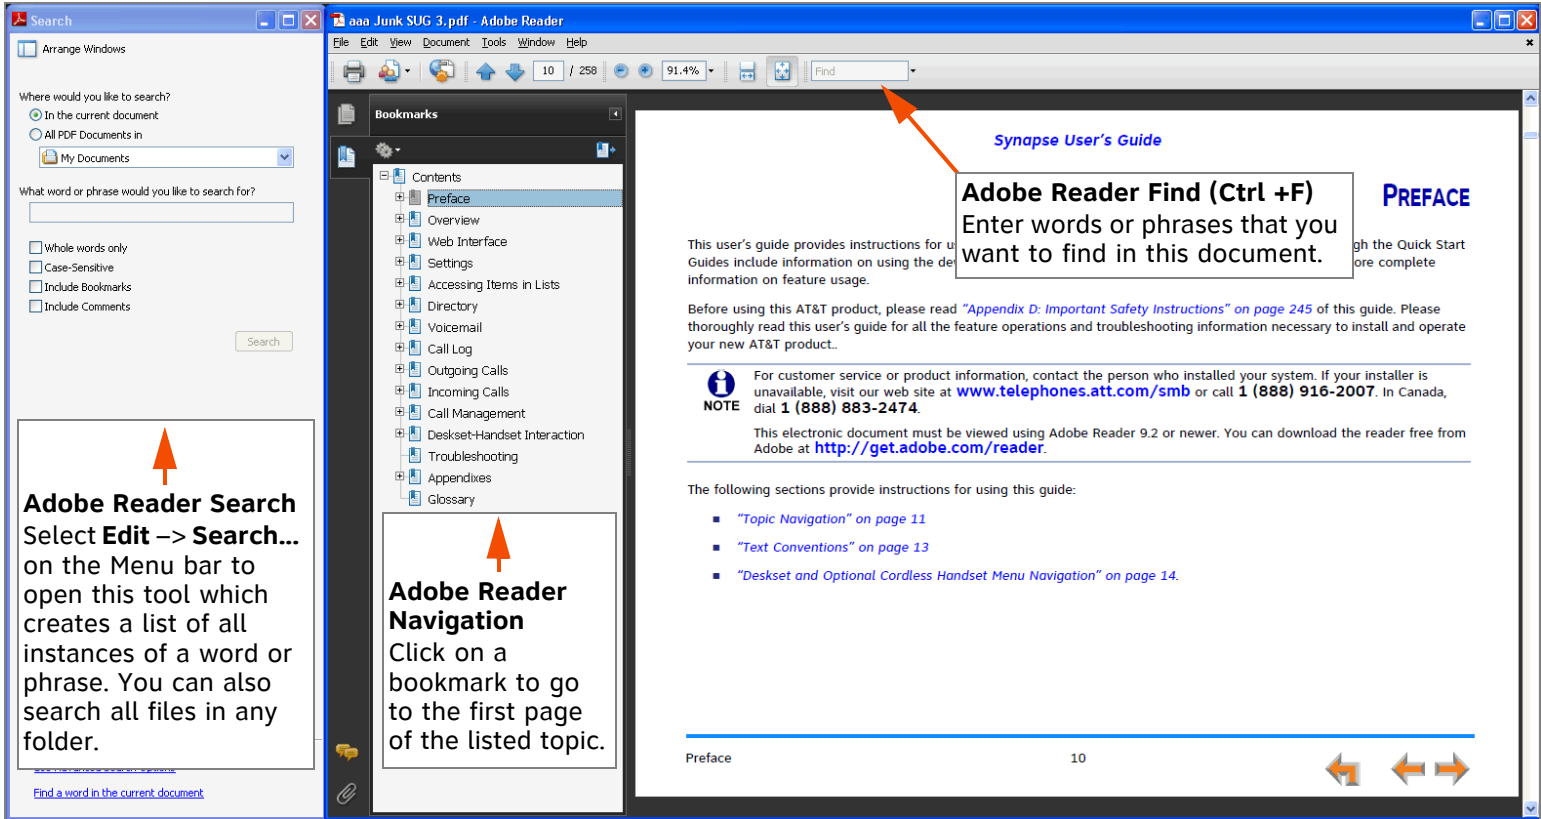 Search
Arrange Windows
Where would you like to search?
In the current document
All PDF Documents in
My Documents
What word or phrase would you like to search for?
Whole words only
Case-Sensitive
Include Bookmarks
Include Comments
Search
Adobe Reader Search
Select Edit –> Search...
on the Menu bar to
open this tool which
creates a list of all
instances of a word or
phrase. You can also
search all files in any
folder.
Find a word in the current document
aaa Junk SUG 3.pdf - Adobe Reader
File Edit View Document Tools Window Help
10 / 258 91.4% Find
Bookmarks
Contents
Preface
Overview
Web Interface
Settings
Accessing Items in Lists
Directory
Voicemail
Call Log
Outgoing Calls
Incoming Calls
Call Management
Deskset-Handset Interaction
Troubleshooting
Appendixes
Glossary
Adobe Reader
Navigation
Click on a
bookmark to go
to the first page
of the listed topic.
Synapse User's Guide
Adobe Reader Find (Ctrl +F)
Enter words or phrases that you
want to find in this document.
PREFACE
This user's guide provides instructions for u gh the Quick Start
Guides include information on using the de ore complete
information on feature usage.
Before using this AT&T product, please read "Appendix D: Important Safety Instructions" on page 245 of this guide. Please
thoroughly read this user's guide for all the feature operations and troubleshooting information necessary to install and operate
your new AT&T product..
NOTE
For customer service or product information, contact the person who installed your system. If your installer is
unavailable, visit our web site at www.telephones.att.com/smb or call 1 (888) 916-2007. In Canada,
dial 1 (888) 883-2474.
This electronic document must be viewed using Adobe Reader 9.2 or newer. You can download the reader free from
Adobe at http://get.adobe.com/reader.
The following sections provide instructions for using this guide:
"Topic Navigation" on page 11
"Text Conventions" on page 13
"Deskset and Optional Cordless Handset Menu Navigation" on page 14.
Preface 10